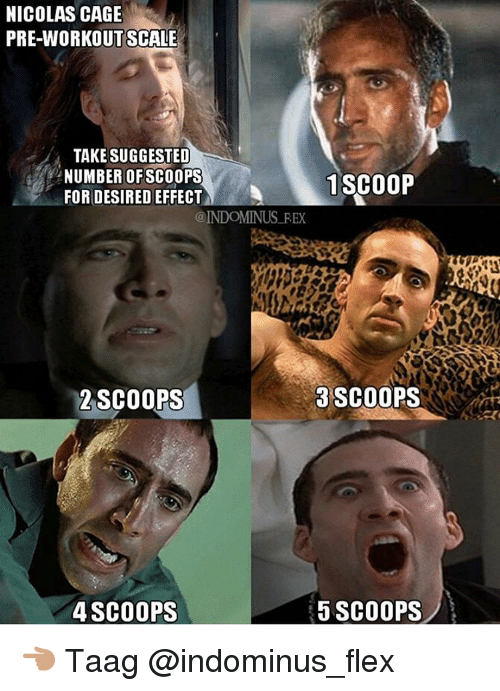 NICOLAS CAGE
PRE-WORKOUT SCALE
TAKE SUGGESTED
NUMBER OF SCOOPS
FOR DESIRED EFFECT
1 SCOOP
@INDOMINUS_REX
2 SCOOPS
3 SCOOPS
4 SCOOPS
5 SCOOPS
👈🏽 Taag @indominus_flex